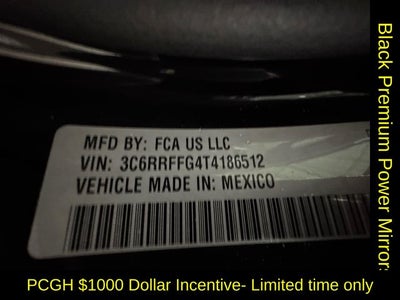 MFD BY: FCA US LLC
VIN: 3C6RRFFG4T4186512
VEHICLE MADE IN: MEXICO
Black Premium Power Mirror:
PCGH $1000 Dollar Incentive- Limited time only